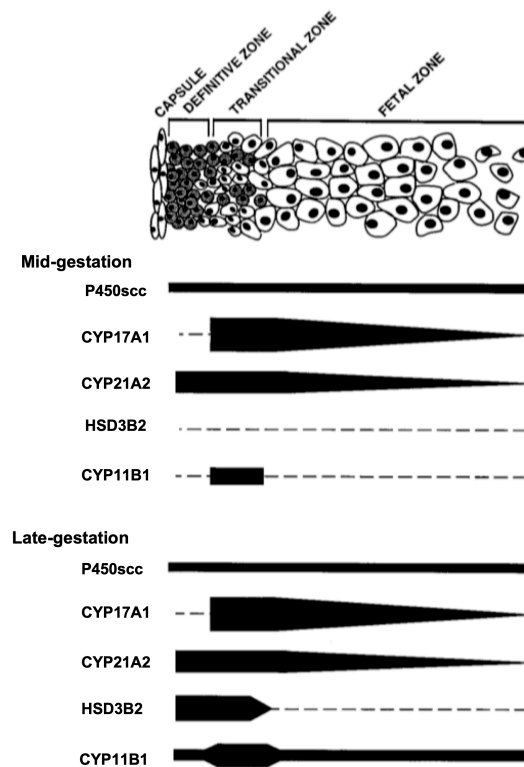 CAPSULE
DEFINITIVE ZONE
TRANSITIONAL ZONE
FETAL ZONE
Mid-gestation
P450scc
CYP17A1
CYP21A2
HSD3B2
CYP11B1
Late-gestation
P450scc
CYP17A1
CYP21A2
HSD3B2
CYP11B1